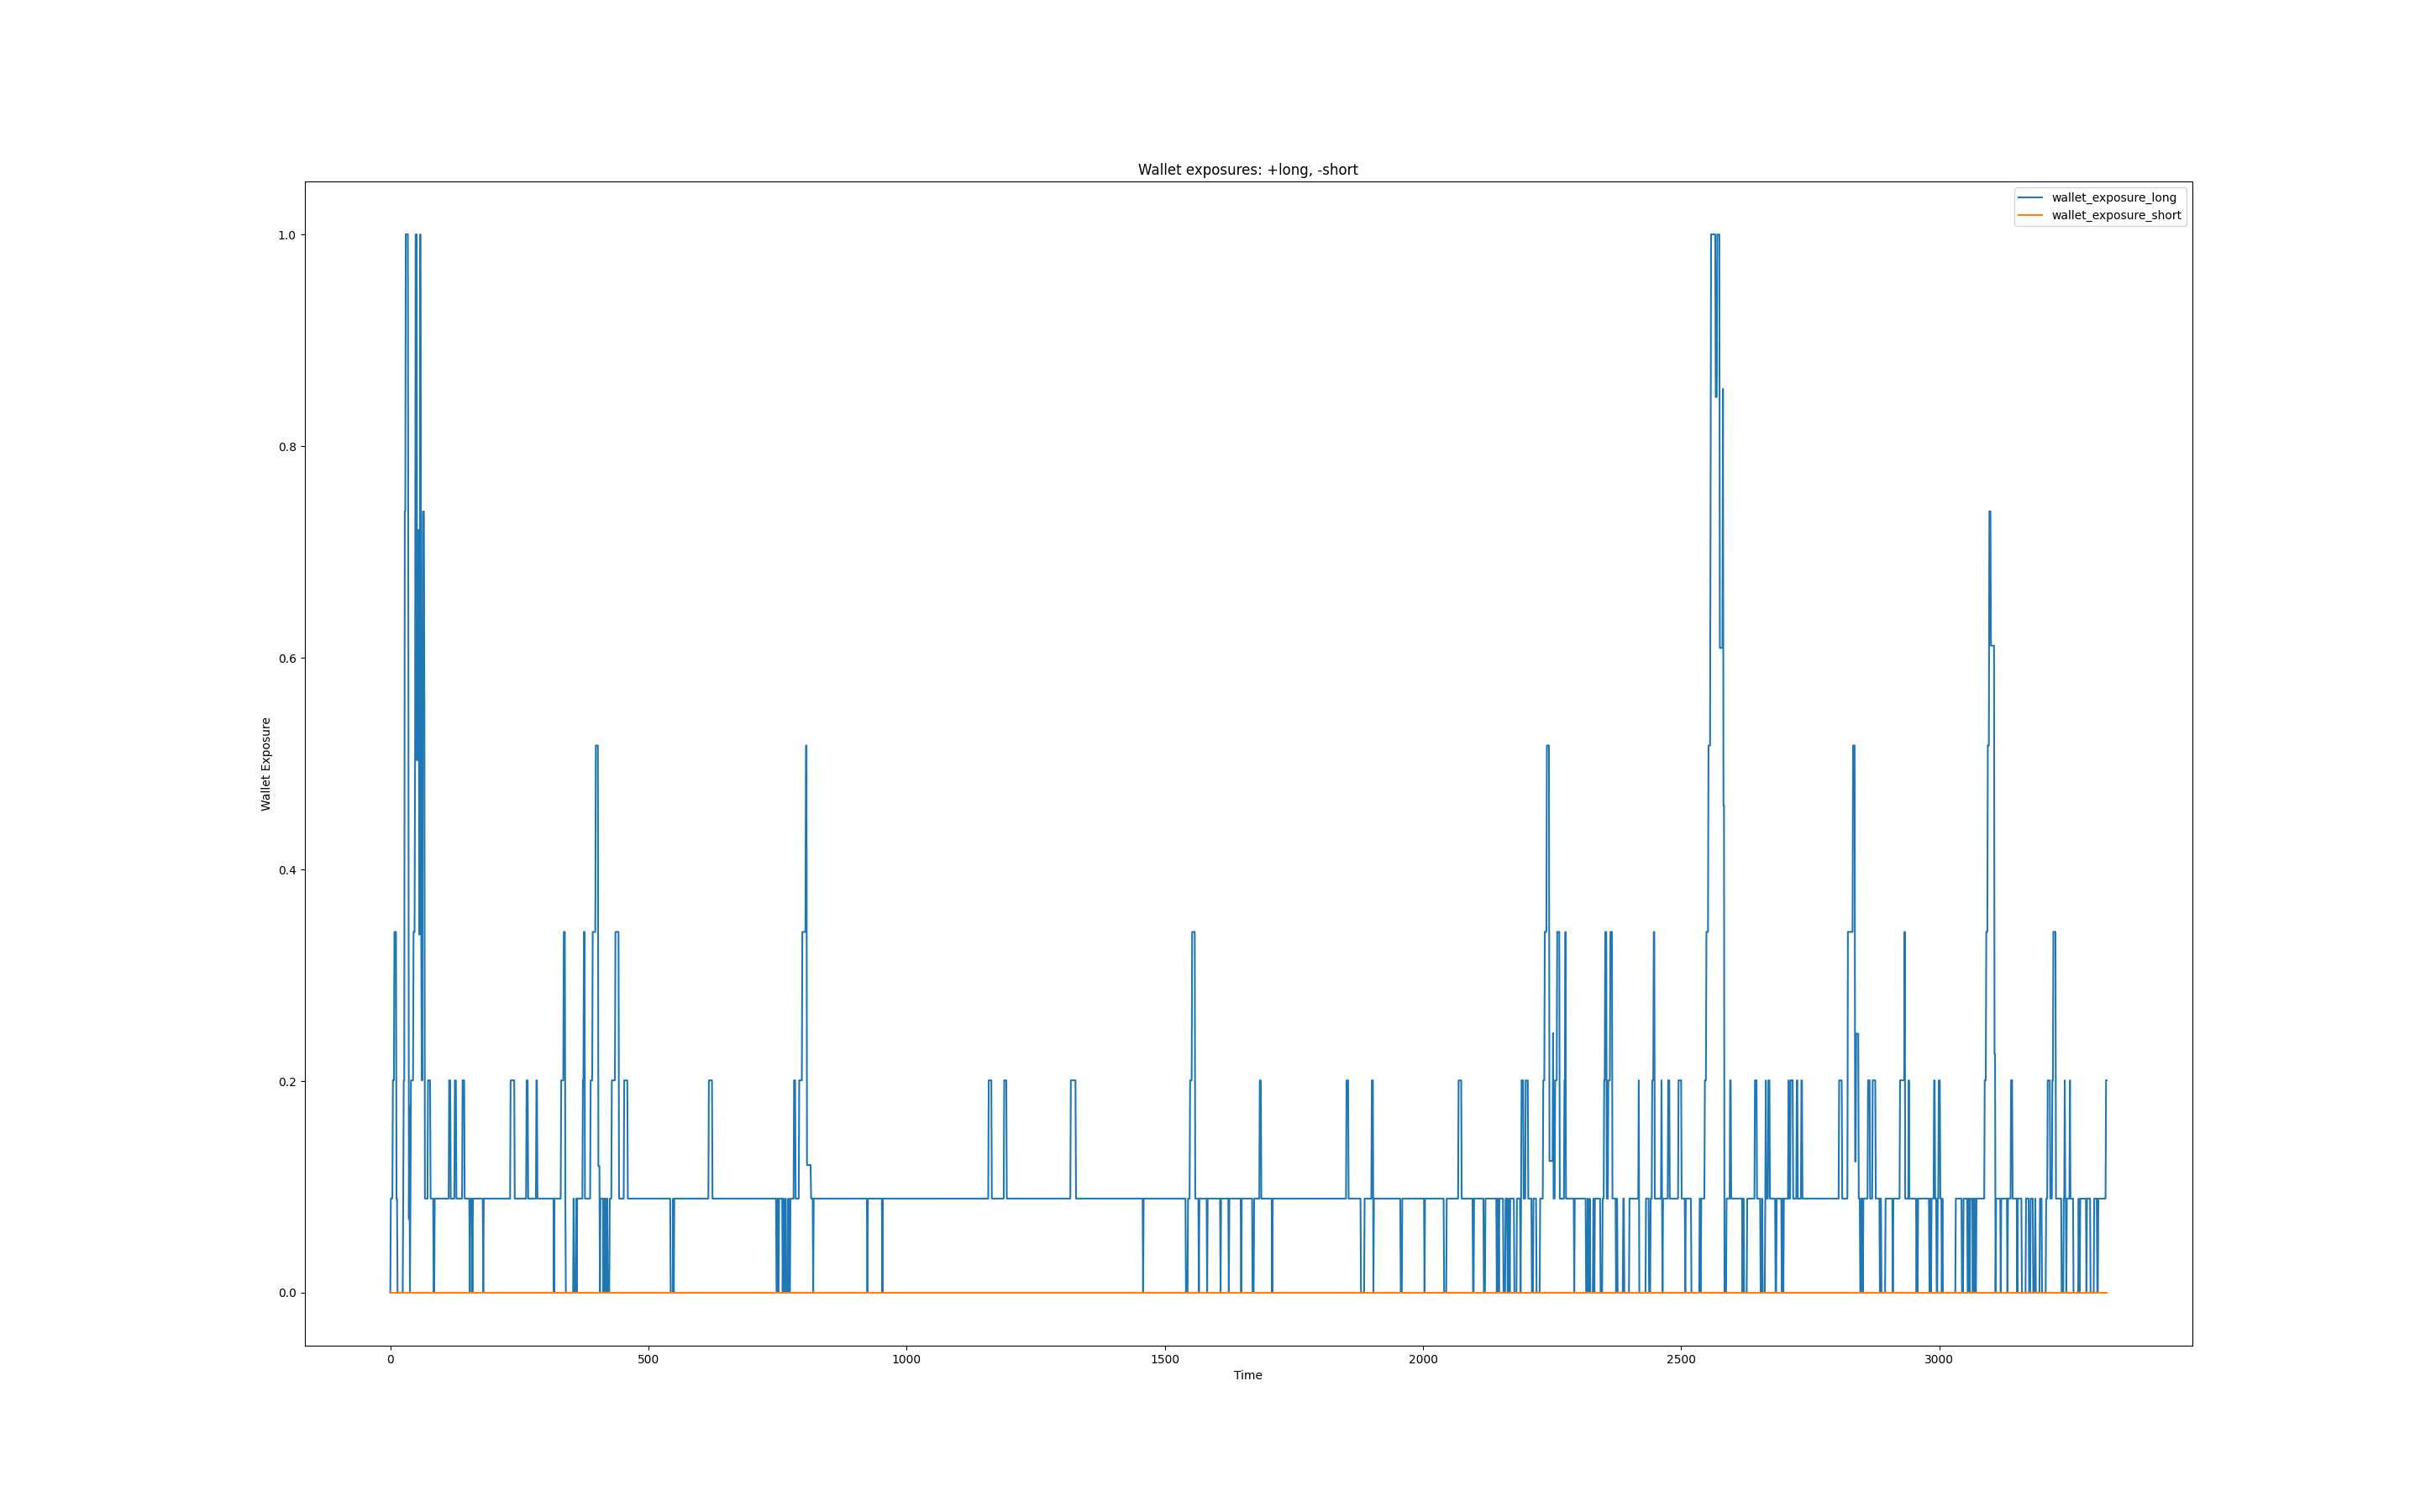 Wallet exposures: +long, -short
wallet_exposure_long
wallet_exposure_short
1.0
0.8
0.6
0.4
0.2
0.0
Wallet Exposure
0 500 1000 1500 2000 2500 3000
Time